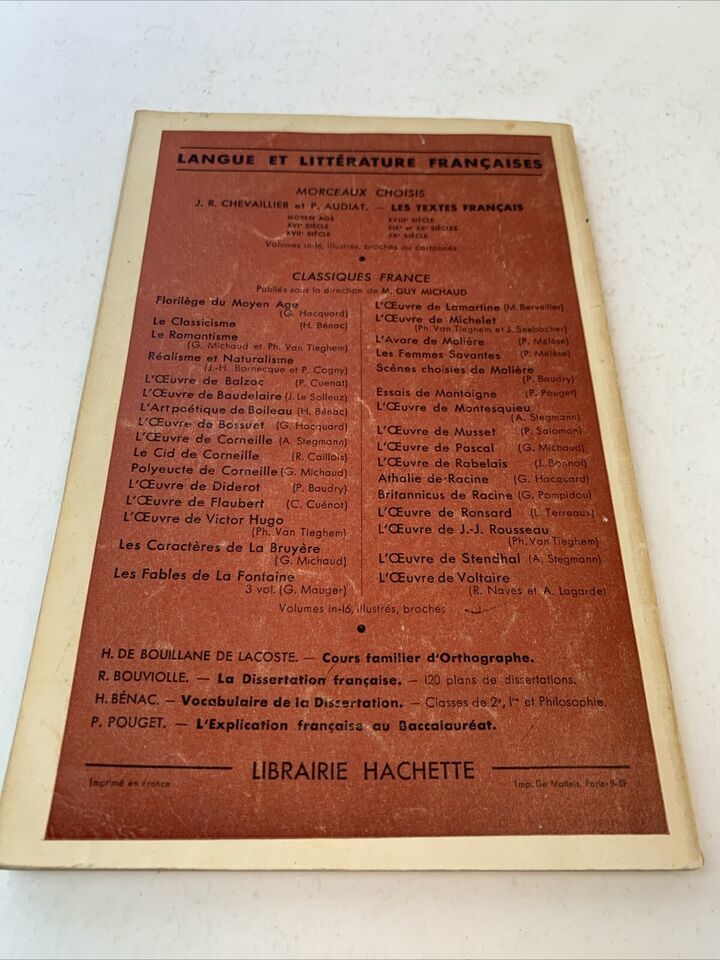 LANGUE ET LITTÉRATURE FRANÇAISES
MORCEAUX CHOISIS
J. R. CHEVAILLIER et P. AUDIAT. — LES TEXTES FRANÇAIS
MOYEN AGE
XVIᵉ SIÈCLE
XVIIᵉ SIÈCLE
XVIIIᵉ SIÈCLE
XIXᵉ et XXᵉ SIÈCLES
XXᵉ SIÈCLE
Volumes in-16, illustrés, brochés ou cartonnés
CLASSIQUES FRANCE
Publiés sous la direction de M. GUY MICHAUD
Florilège du Moyen Age
(G. Hacquard)
Le Classicisme (H. Bénac)
Le Romantisme
(G. Michaud et Ph. Van Tieghem)
Réalisme et Naturalisme
(J.-H. Bornecque et P. Cogny)
L'Œuvre de Balzac (P. Cuenat)
L'Œuvre de Baudelaire (J. Le Solleuz)
L'Art poétique de Boileau (H. Bénac)
L'Œuvre de Bossuet (G. Hacquard)
L'Œuvre de Corneille (A. Stegmann)
Le Cid de Corneille (R. Caillois)
Polyeucte de Corneille (G. Michaud)
L'Œuvre de Diderot (P. Baudry)
L'Œuvre de Flaubert (C. Cuénot)
L'Œuvre de Victor Hugo
(Ph. Van Tieghem)
Les Caractères de La Bruyère
(G. Michaud)
Les Fables de La Fontaine
3 vol. (G. Mauger)
L'Œuvre de Lamartine (M. Berveiller)
L'Œuvre de Michelet
(Ph. Van Tieghem et J. Seebacher)
L'Avare de Molière (P. Mélèse)
Les Femmes Savantes (P. Mélèse)
Scènes choisies de Molière
(P. Baudry)
Essais de Montaigne (P. Pouget)
L'Œuvre de Montesquieu
(A. Stegmann)
L'Œuvre de Musset (P. Salomon)
L'Œuvre de Pascal (G. Michaud)
L'Œuvre de Rabelais (J. Bonnot)
Athalie de Racine (G. Hacquard)
Britannicus de Racine (G. Pompidou)
L'Œuvre de Ronsard (L. Terreaux)
L'Œuvre de J.-J. Rousseau
(Ph. Van Tieghem)
L'Œuvre de Stendhal (A. Stegmann)
L'Œuvre de Voltaire
(R. Naves et A. Lagarde)
Volumes in-16, illustrés, brochés
H. DE BOUILLANE DE LACOSTE. — Cours familier d'Orthographe.
R. BOUVIOLLE. — La Dissertation française. — 120 plans de dissertations.
H. BÉNAC. — Vocabulaire de la Dissertation. — Classes de 2ᵉ, 1ʳᵉ et Philosophie.
P. POUGET. — L'Explication française au Baccalauréat.
LIBRAIRIE HACHETTE
Imprimé en France
Imp. De Matteis, Paris-9-59